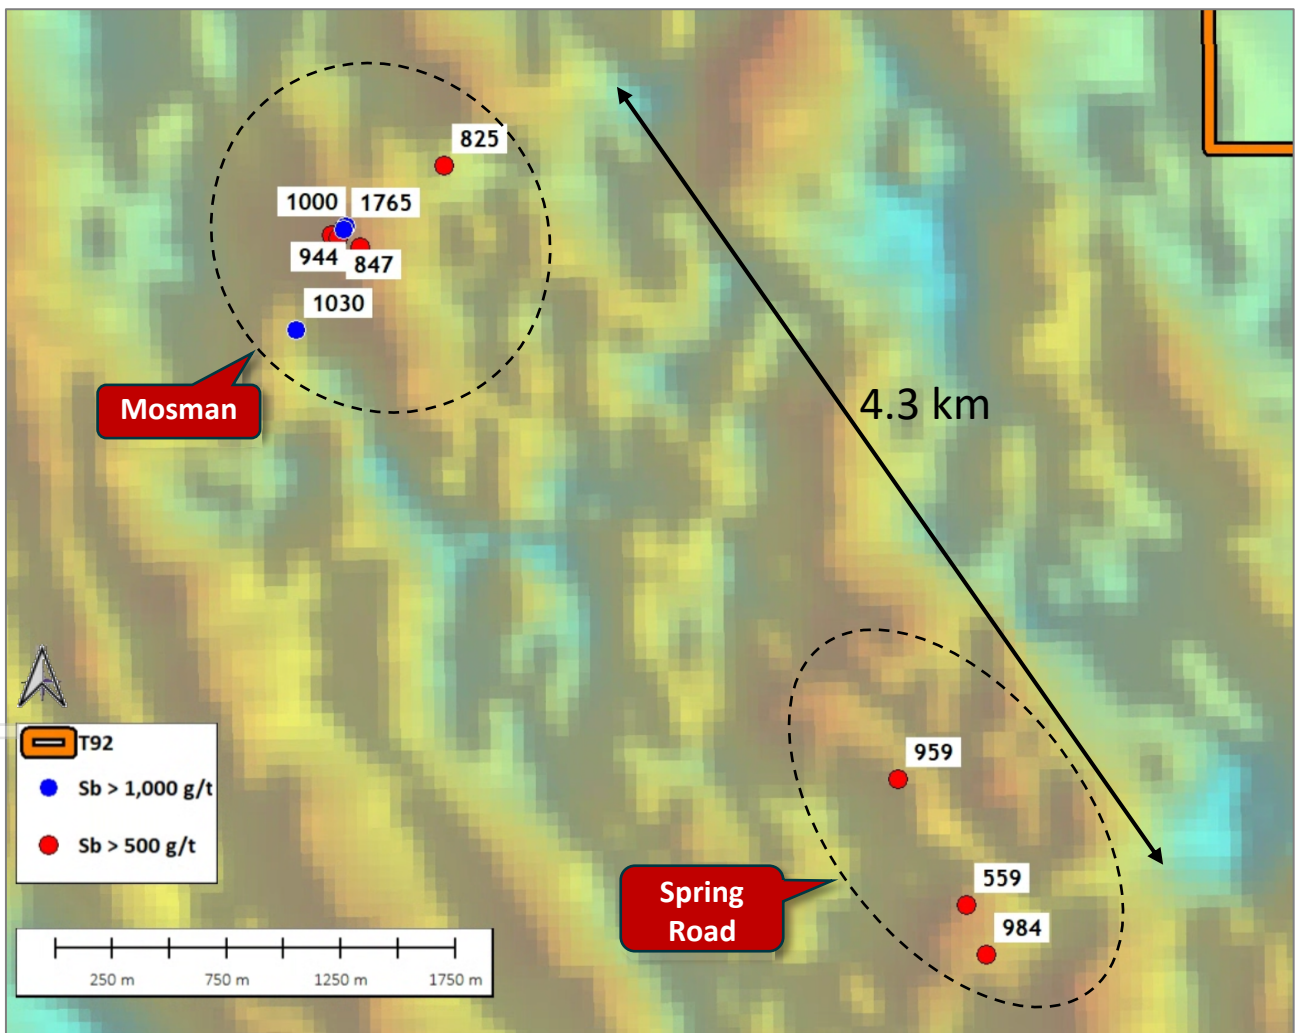 825
1000
1765
944
847
1030
Mosman
4.3 km
959
559
984
Spring
Road
T92
Sb > 1,000 g/t
Sb > 500 g/t
250 m 750 m 1250 m 1750 m